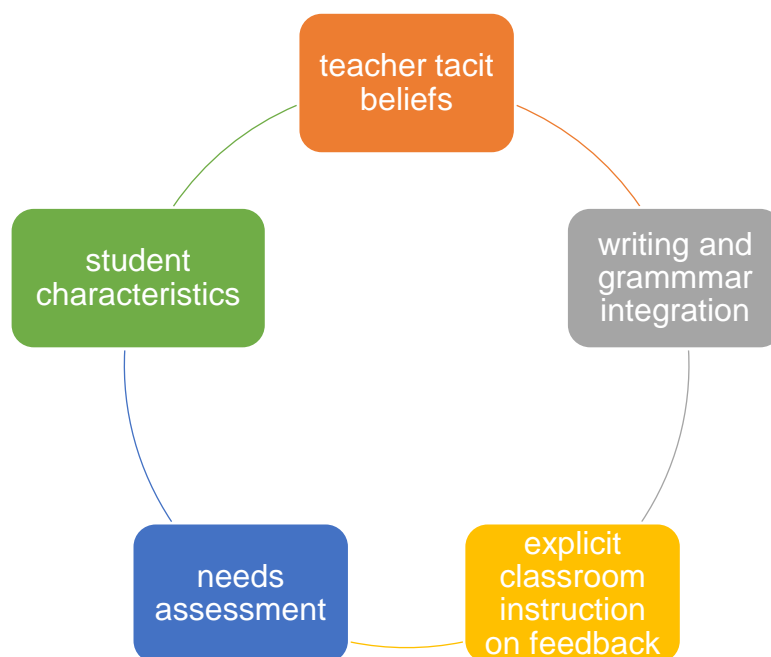 teacher tacit
beliefs
writing and
grammmar
integration
explicit
classroom
instruction
on feedback
needs
assessment
student
characteristics